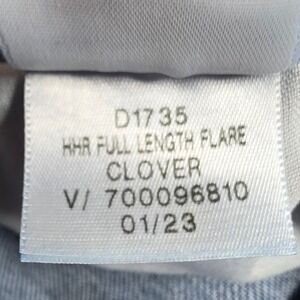 D1735
HHR FULL LENGTH FLARE
CLOVER
V/ 700096810
01/23